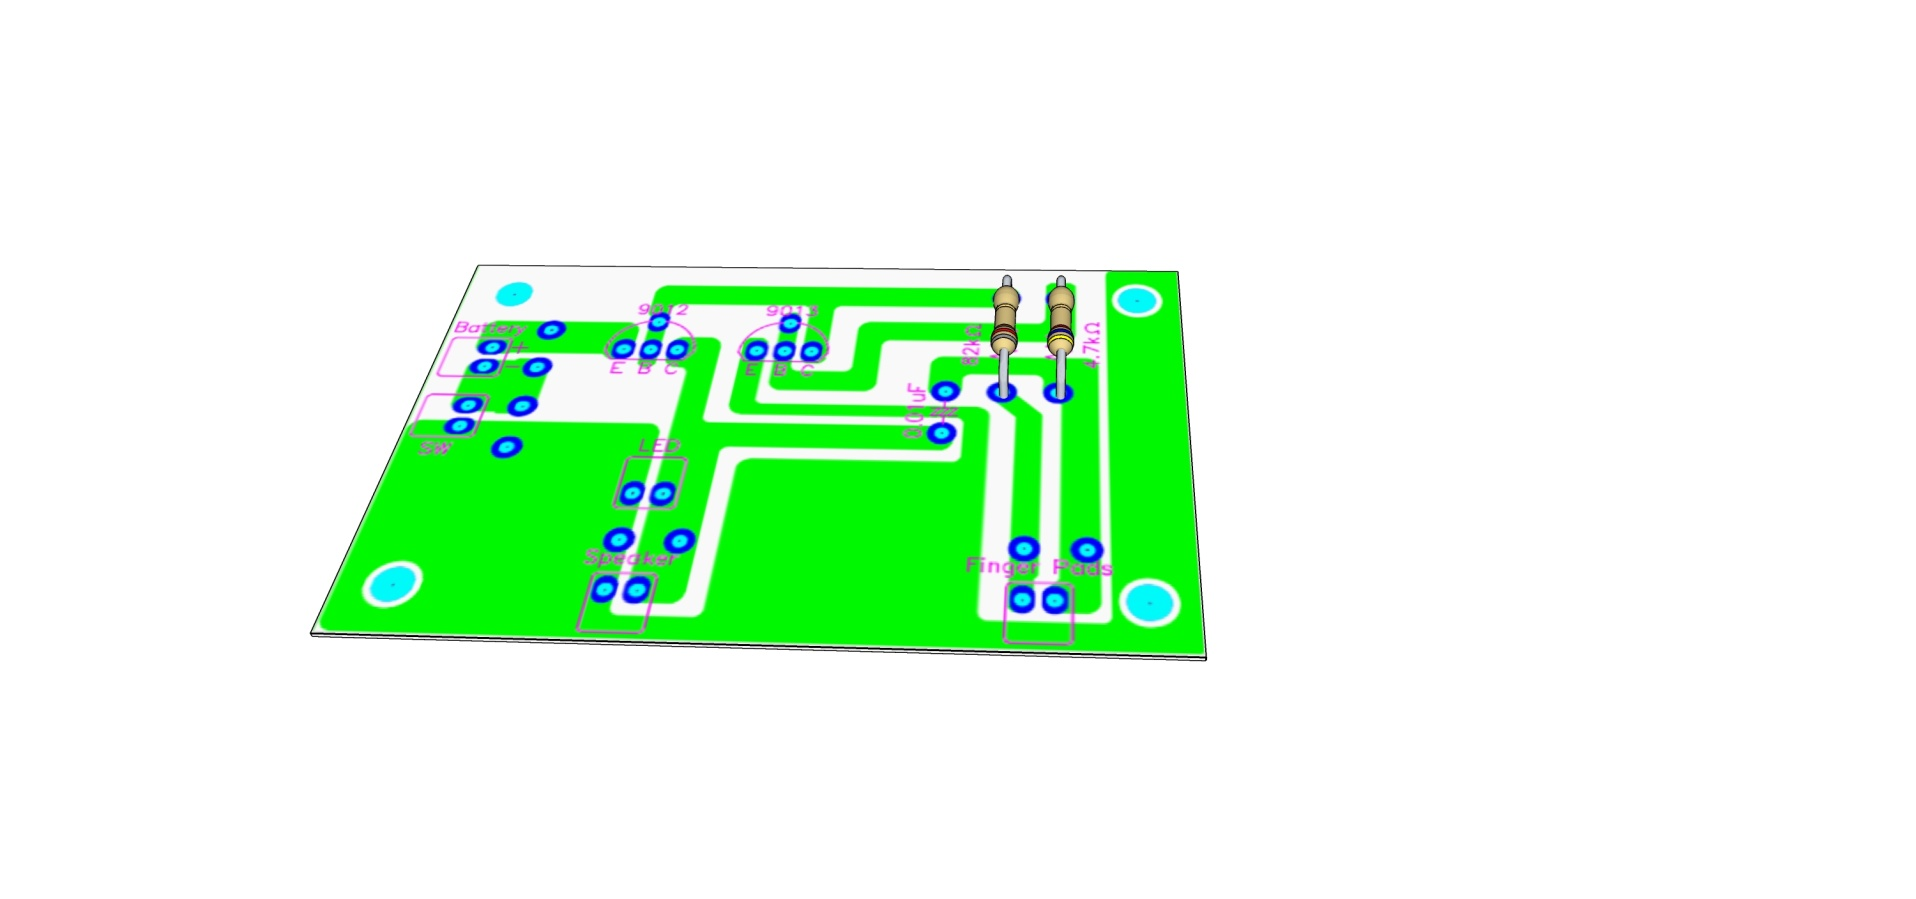 9012
9013
Battery
+
-
E B C
E B C
82kΩ
4.7kΩ
0.01uF
SW
LED
Speaker
Finger Pads